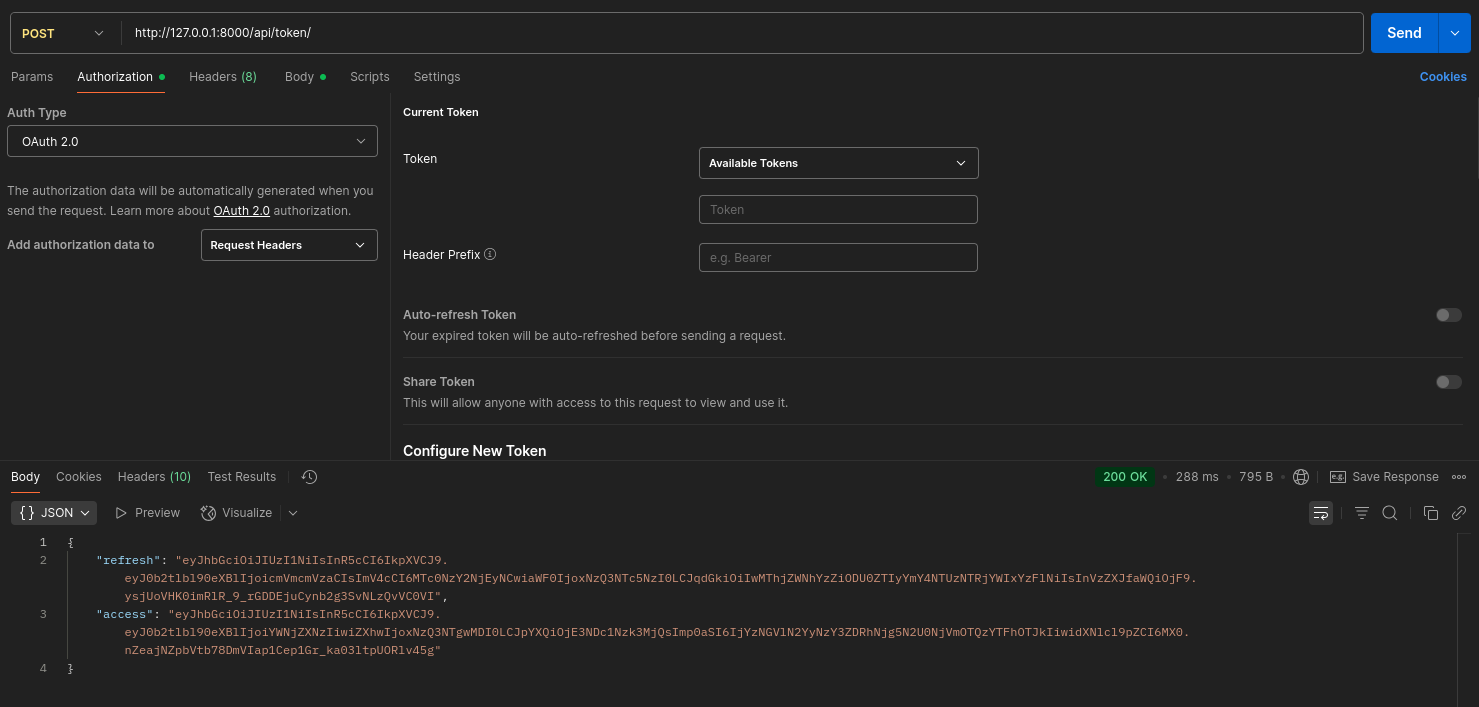 POST
http://127.0.0.1:8000/api/token/
Send
Params
Authorization
Headers (8)
Body
Scripts
Settings
Cookies
Auth Type
OAuth 2.0
The authorization data will be automatically generated when you
send the request. Learn more about OAuth 2.0 authorization.
Add authorization data to
Request Headers
Current Token
Token
Available Tokens
Token
Header Prefix
e.g. Bearer
Auto-refresh Token
Your expired token will be auto-refreshed before sending a request.
Share Token
This will allow anyone with access to this request to view and use it.
Configure New Token
Body
Cookies
Headers (10)
Test Results
200 OK
288 ms
795 B
e.g.
Save Response
{} JSON
Preview
Visualize
1 {
2 "refresh": "eyJhbGciOiJIUzI1NiIsInR5cCI6IkpXVCJ9.
eyJ0b2tlbl90eXBlIjoicmVmcmVzaCIsImV4cCI6MTc0NzY2NjEyNCwiaWF0IjoxNzQ3NTc5NzI0LCJqdGkiOiIwMThjZWNhYzZiODU0ZTIyYmY4NTUzNTRjYWIxYzFlNiIsInVzZXJfaWQiOjF9.
ysjUoVHK0imRlR_9_rGDDEjuCynb2g3SvNLzQvVC0VI",
3 "access": "eyJhbGciOiJIUzI1NiIsInR5cCI6IkpXVCJ9.
eyJ0b2tlbl90eXBlIjoiYWNjZXNzIiwiZXhwIjoxNzQ3NTgwMDI0LCJpYXQiOjE3NDc1Nzk3MjQsImp0aSI6IjYzNGVlN2YyNzY3ZDRhNjg5N2U0NjVmOTQzYTFhOTJkIiwidXNlcl9pZCI6MX0.
nZeajNZpbVtb78DmVIap1Cep1Gr_ka03ltpUORlv45g"
4 }